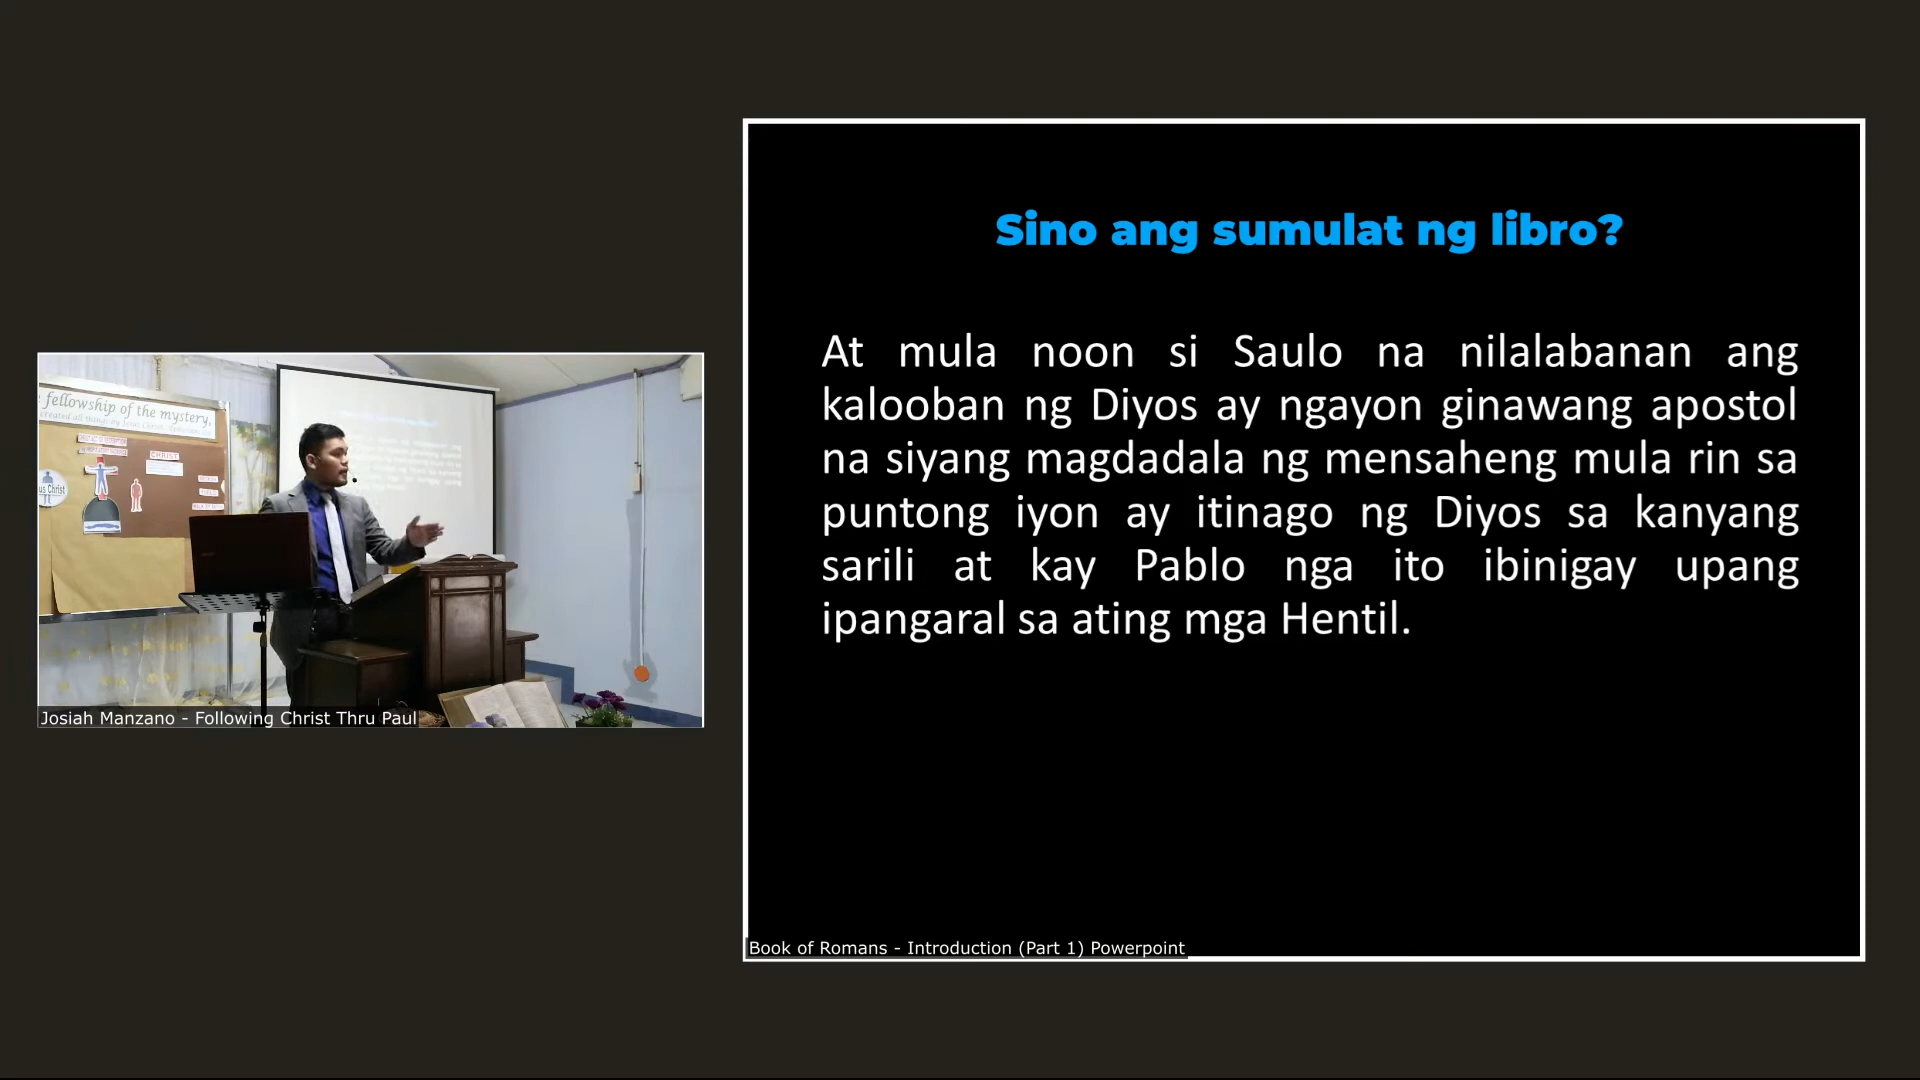 fellowship of the mystery,
CHRIST
us Christ
Josiah Manzano - Following Christ Thru Paul
Sino ang sumulat ng libro?
At mula noon si Saulo na nilalabanan ang
kalooban ng Diyos ay ngayon ginawang apostol
na siyang magdadala ng mensaheng mula rin sa
puntong iyon ay itinago ng Diyos sa kanyang
sarili at kay Pablo nga ito ibinigay upang
ipangaral sa ating mga Hentil.
Book of Romans - Introduction (Part 1) Powerpoint